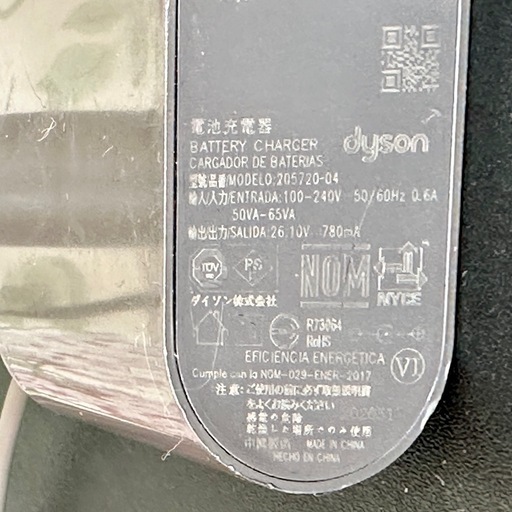 電池充電器
BATTERY CHARGER
dyson
CARGADOR DE BATERIAS
型號/品番/MODELO:205720-04
輸入/入力/ENTRADA:100-240V 50/60Hz 0.6A
50VA-65VA
輸出/出力/SALIDA:26.10V 780mA
TÜV
PS
NOM
NYCE
ダイソン株式会社
R73064
RoHS
EFICIENCIA ENERGÉTICA
VI
Cumple con la NOM-029-ENER-2017
注意:ご使用の前に必ず取扱説明書
をよくお読みください
感電の危険
乾燥した場所でのみ使用
中國製造 MADE IN CHINA
HECHO EN CHINA